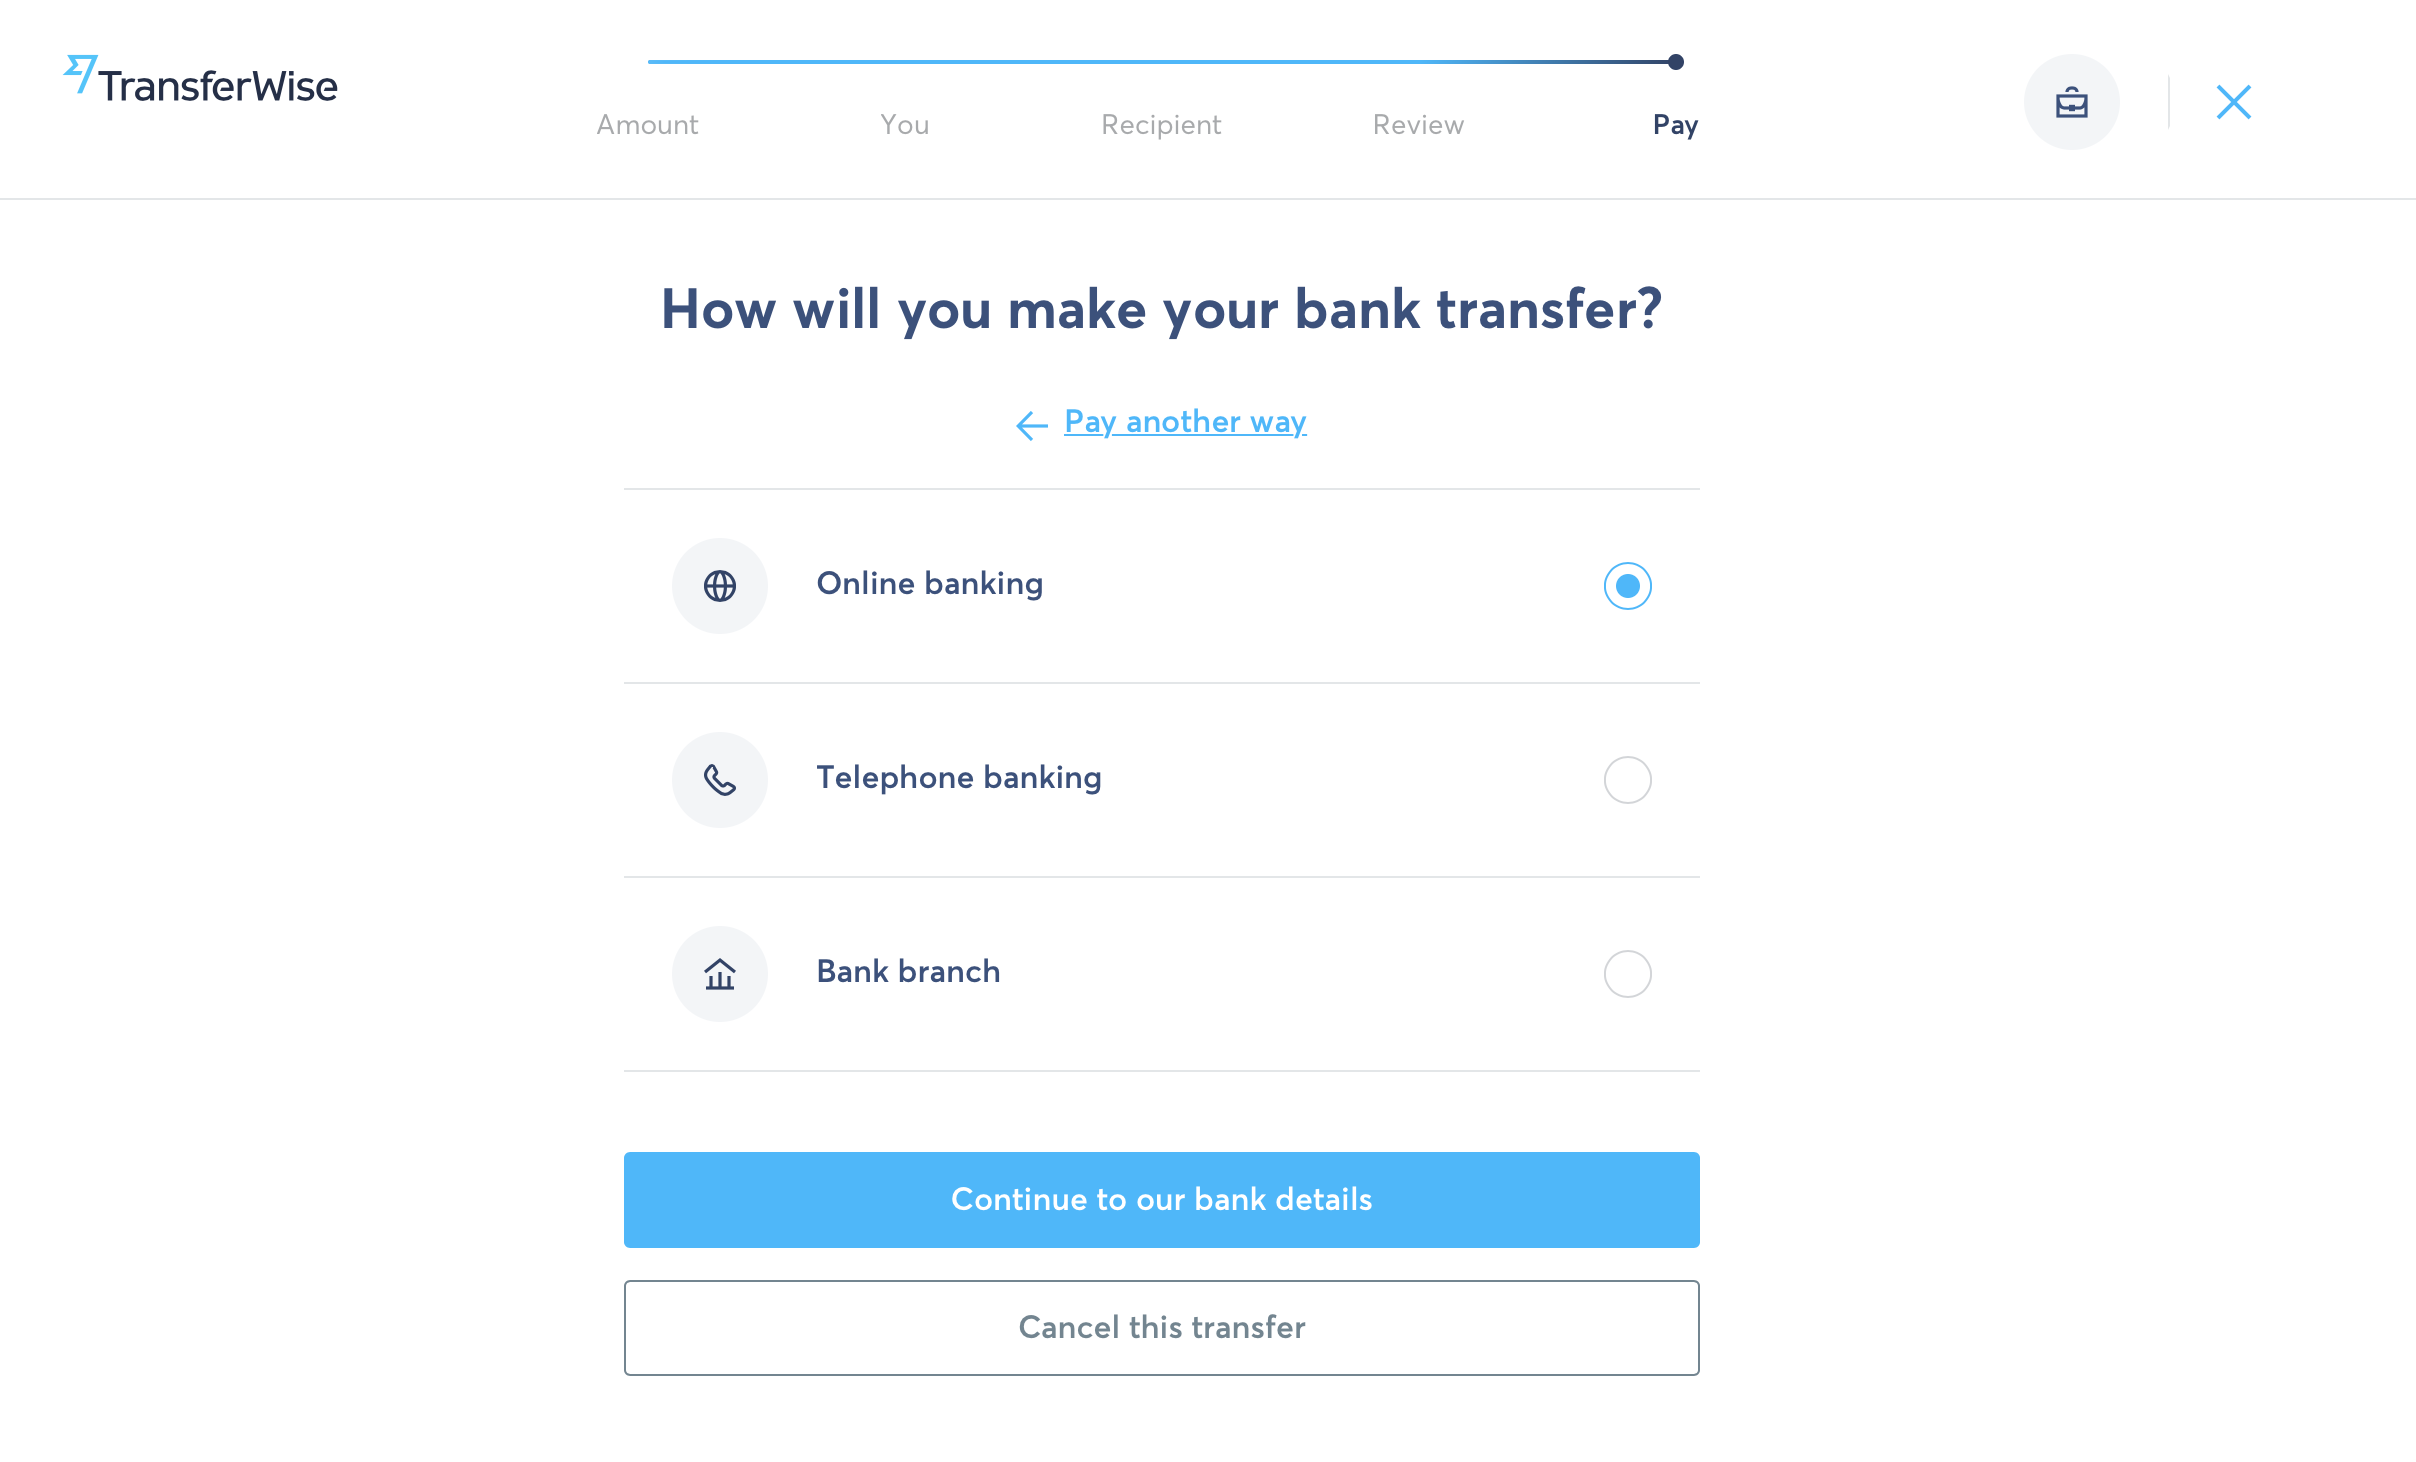 TransferWise
Amount You Recipient Review Pay
How will you make your bank transfer?
Pay another way
Online banking
Telephone banking
Bank branch
Continue to our bank details
Cancel this transfer